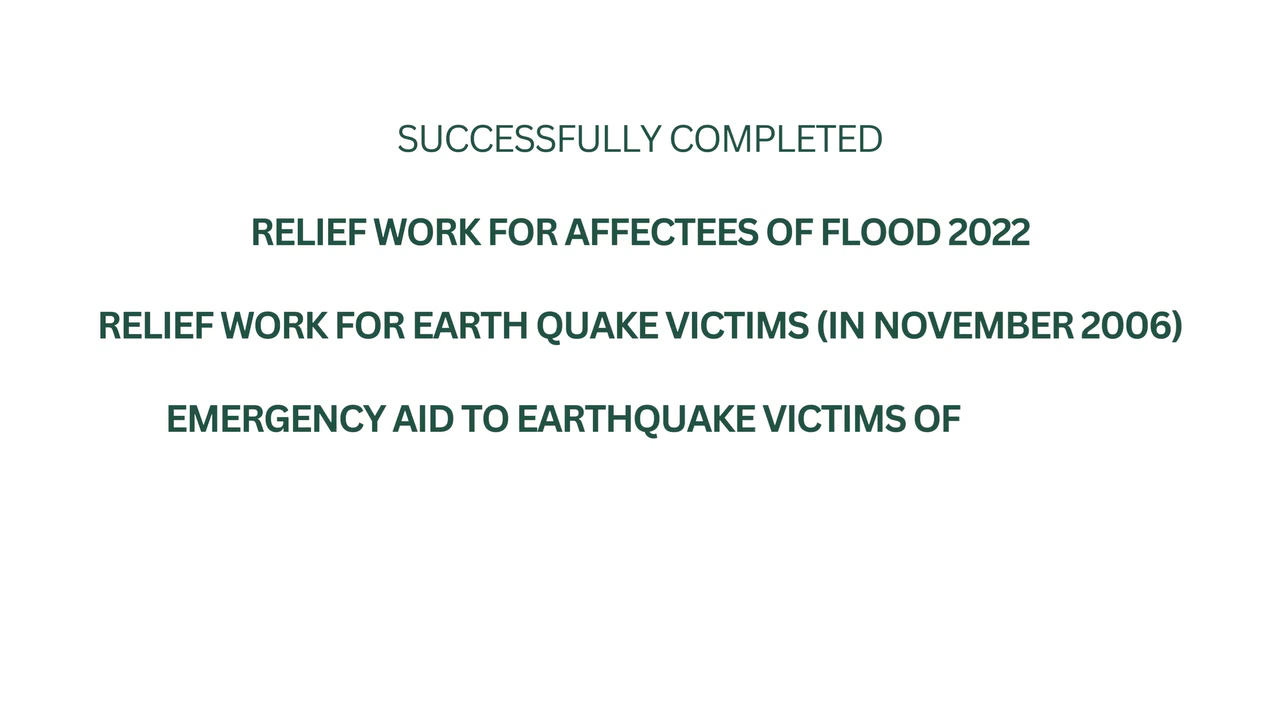 SUCCESSFULLY COMPLETED
RELIEF WORK FOR AFFECTEES OF FLOOD 2022
RELIEF WORK FOR EARTH QUAKE VICTIMS (IN NOVEMBER 2006)
EMERGENCY AID TO EARTHQUAKE VICTIMS OF